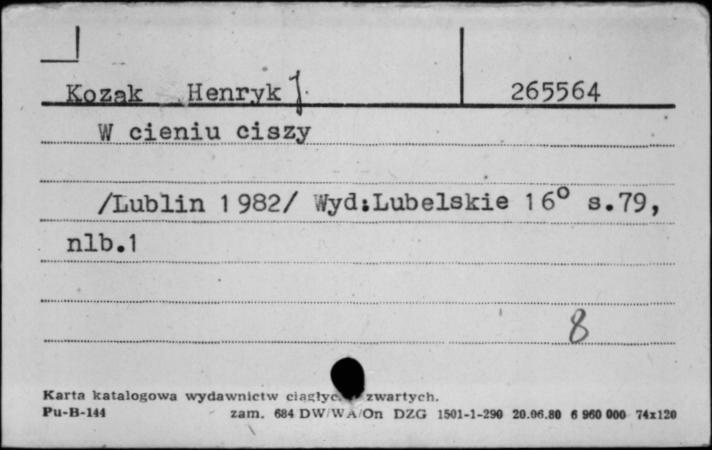 Kozak Henryk J. 265564
W cieniu ciszy
/Lublin 1982/ Wyd:Lubelskie 16° s.79,
nlb.1
8
Karta katalogowa wydawnictw zwartych.
Pu-B-144 zam. 684 DW/WA/On DZG 1501-1-290 20.06.80 6 960 000 74x120